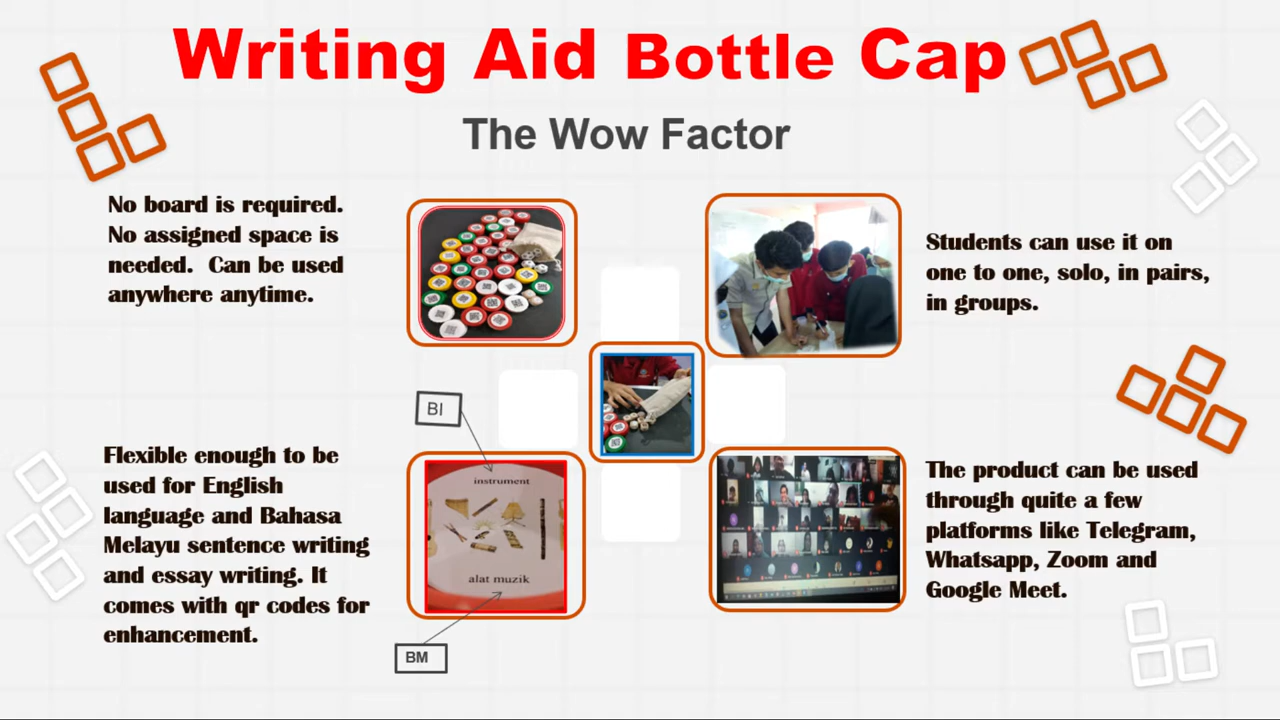 Writing Aid Bottle Cap
The Wow Factor
No board is required.
No assigned space is
needed.  Can be used
anywhere anytime.
Students can use it on
one to one, solo, in pairs,
in groups.
BI
instrument
alat muzik
BM
Flexible enough to be
used for English
language and Bahasa
Melayu sentence writing
and essay writing. It
comes with qr codes for
enhancement.
The product can be used
through quite a few
platforms like Telegram,
Whatsapp, Zoom and
Google Meet.